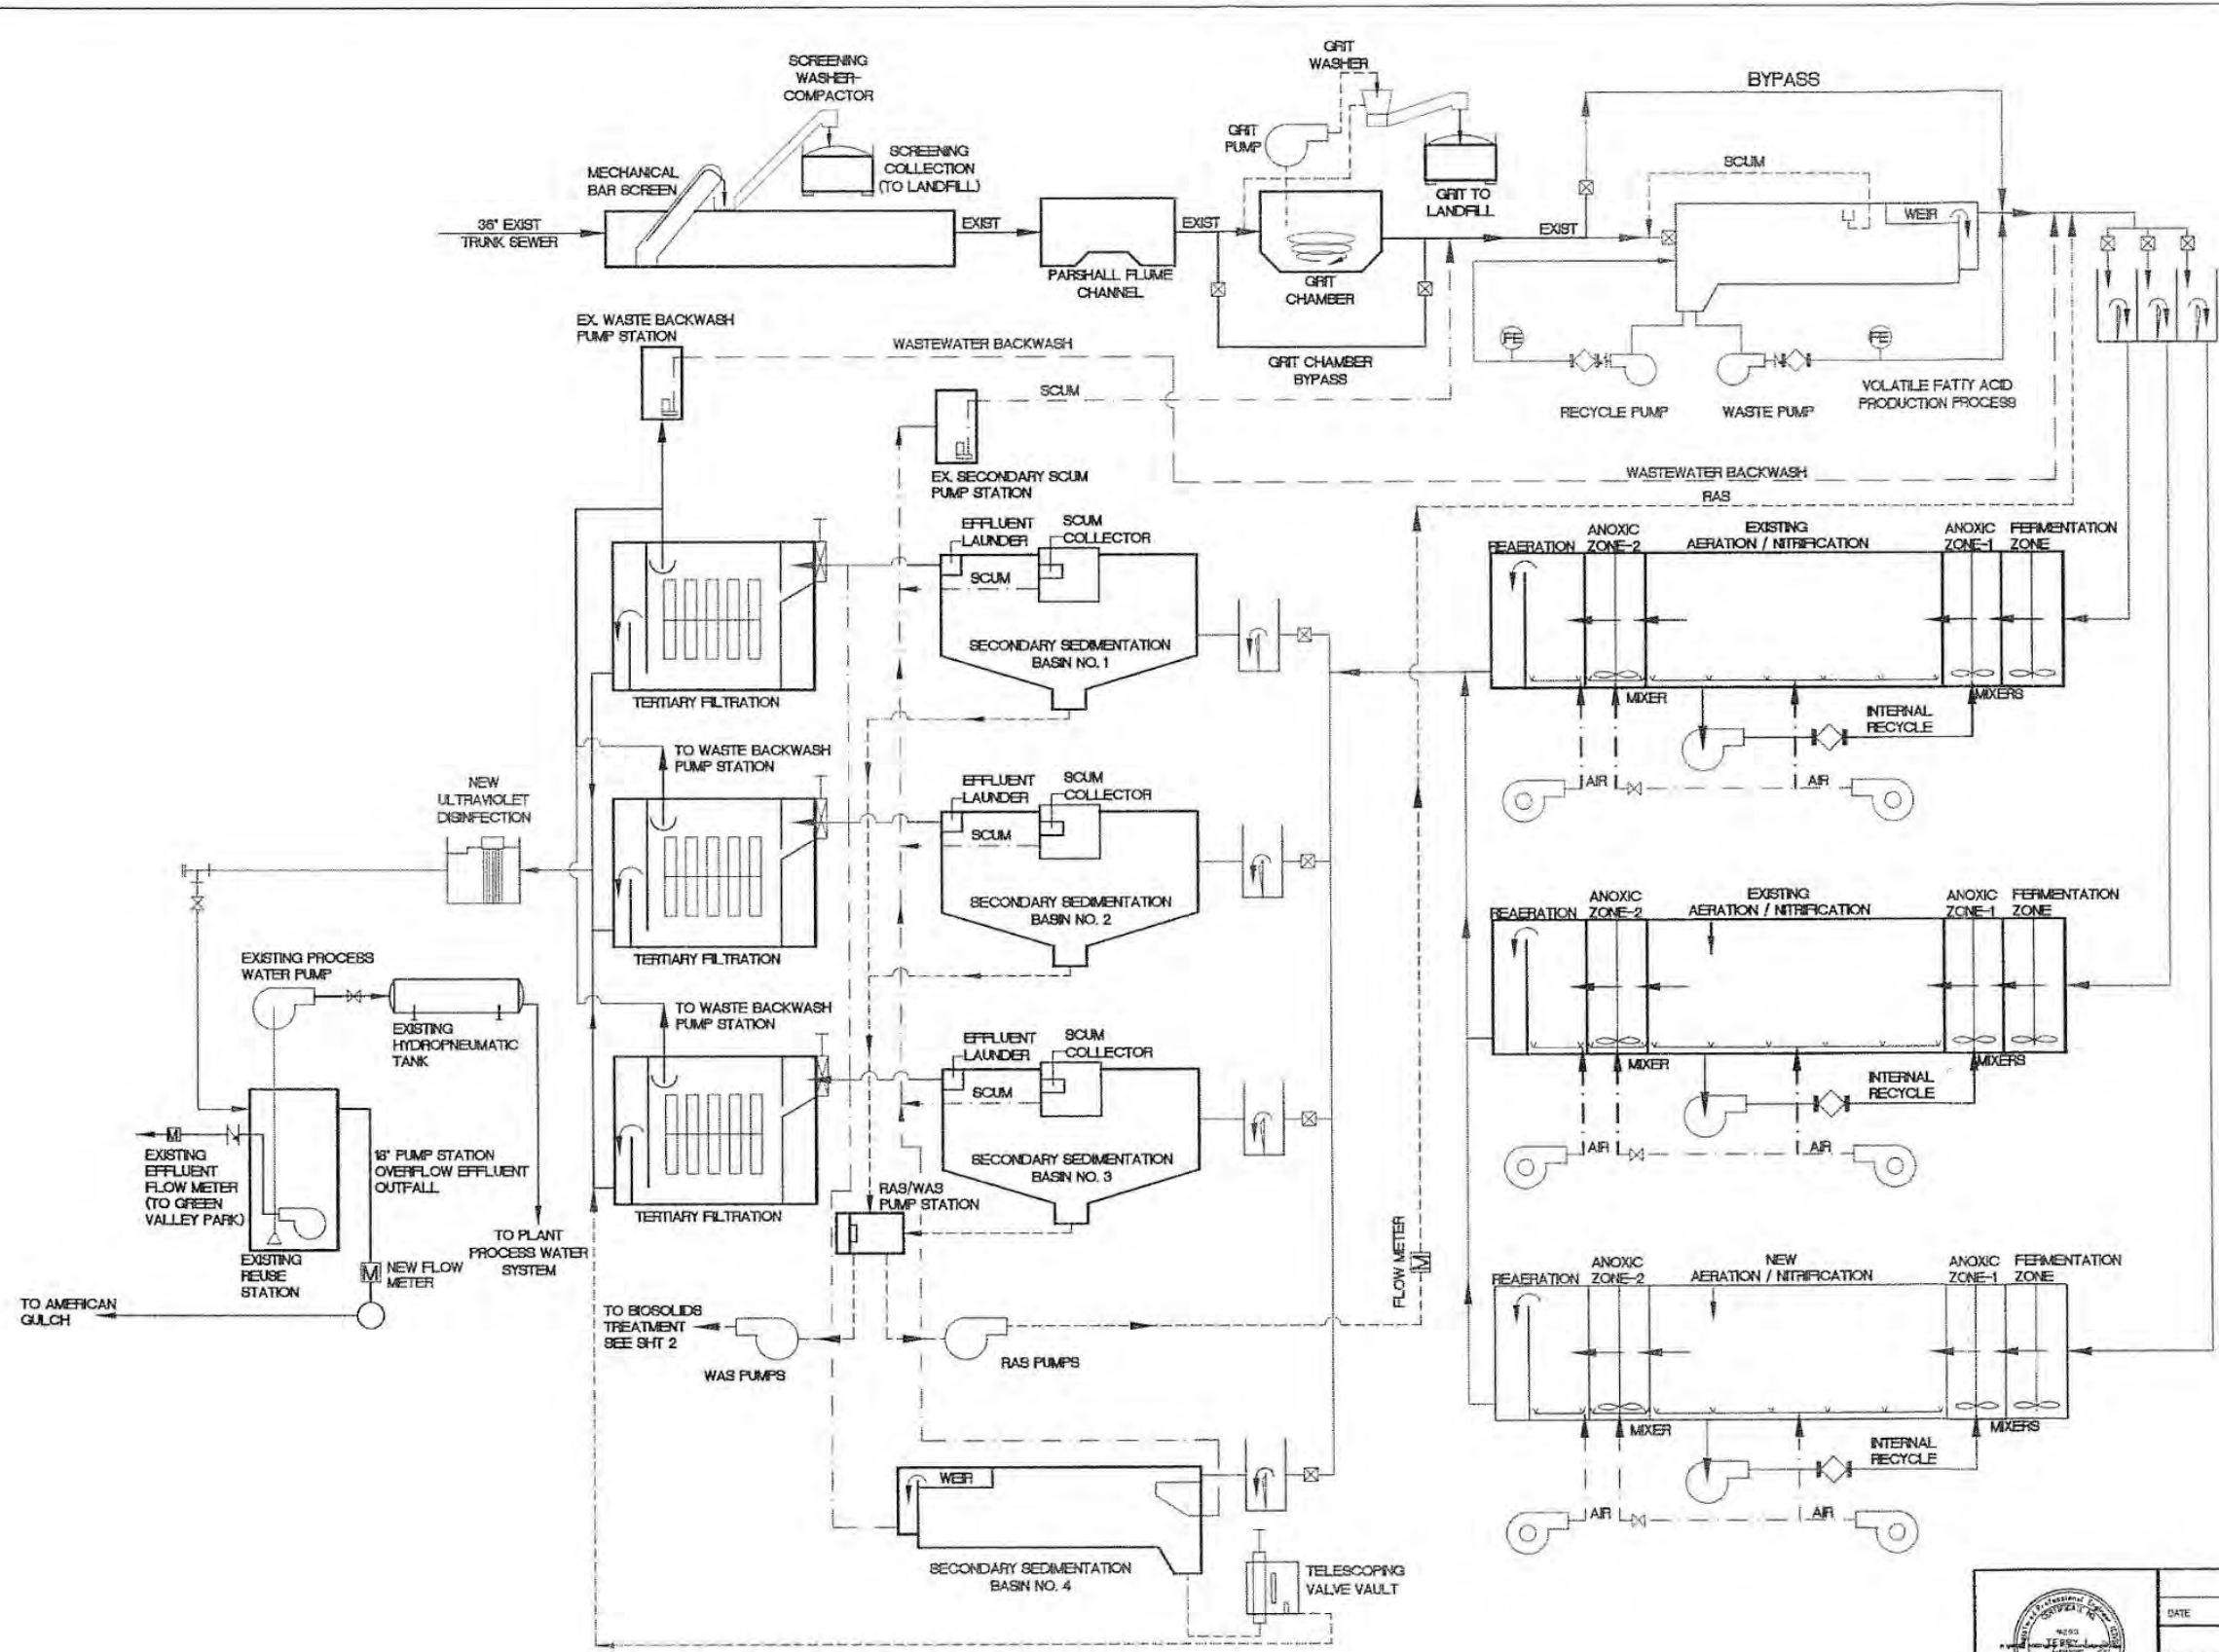 SCREENING
WASHER-
COMPACTOR
MECHANICAL
BAR SCREEN
SCREENING
COLLECTION
(TO LANDFILL)
36" EXIST
TRUNK SEWER
EXIST
PARSHALL FLUME
CHANNEL
EXIST
GRIT
WASHER
GRIT
PUMP
GRIT TO
LANDFILL
GRIT
CHAMBER
GRIT CHAMBER
BYPASS
EXIST
BYPASS
SCUM
WEIR
FE
FE
RECYCLE PUMP
WASTE PUMP
VOLATILE FATTY ACID
PRODUCTION PROCESS
EX. WASTE BACKWASH
PUMP STATION
WASTEWATER BACKWASH
SCUM
EX. SECONDARY SCUM
PUMP STATION
WASTEWATER BACKWASH
RAS
TERTIARY FILTRATION
EFFLUENT
LAUNDER
SCUM
COLLECTOR
SCUM
SECONDARY SEDIMENTATION
BASIN NO. 1
REAERATION
ANOXIC
ZONE-2
EXISTING
AERATION / NITRIFICATION
ANOXIC
ZONE-1
FERMENTATION
ZONE
MIXER
MIXERS
INTERNAL
RECYCLE
AIR
AIR
TO WASTE BACKWASH
PUMP STATION
NEW
ULTRAVIOLET
DISINFECTION
TERTIARY FILTRATION
EFFLUENT
LAUNDER
SCUM
COLLECTOR
SCUM
SECONDARY SEDIMENTATION
BASIN NO. 2
REAERATION
ANOXIC
ZONE-2
EXISTING
AERATION / NITRIFICATION
ANOXIC
ZONE-1
FERMENTATION
ZONE
MIXER
MIXERS
INTERNAL
RECYCLE
AIR
AIR
EXISTING PROCESS
WATER PUMP
EXISTING
HYDROPNEUMATIC
TANK
TO WASTE BACKWASH
PUMP STATION
TERTIARY FILTRATION
EFFLUENT
LAUNDER
SCUM
COLLECTOR
SCUM
SECONDARY SEDIMENTATION
BASIN NO. 3
M
EXISTING
EFFLUENT
FLOW METER
(TO GREEN
VALLEY PARK)
EXISTING
REUSE
STATION
PUMP STATION
OVERFLOW EFFLUENT
OUTFALL
TO PLANT
PROCESS WATER
SYSTEM
M
NEW FLOW
METER
TO AMERICAN
GULCH
RAS/WAS
PUMP STATION
TO BIOSOLIDS
TREATMENT
SEE SHT 2
WAS PUMPS
RAS PUMPS
FLOW METER
M
REAERATION
ANOXIC
ZONE-2
NEW
AERATION / NITRIFICATION
ANOXIC
ZONE-1
FERMENTATION
ZONE
MIXER
MIXERS
INTERNAL
RECYCLE
AIR
AIR
WEIR
SECONDARY SEDIMENTATION
BASIN NO. 4
TELESCOPING
VALVE VAULT
DATE